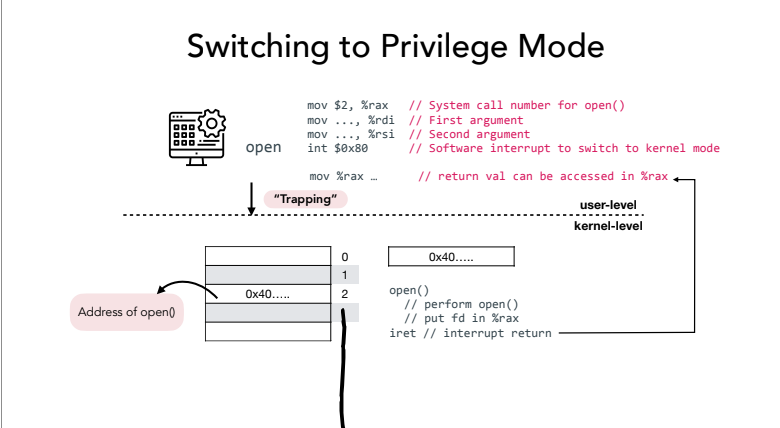 Switching to Privilege Mode
mov $2, %rax // System call number for open()
mov ..., %rdi // First argument
mov ..., %rsi // Second argument
open int $0x80 // Software interrupt to switch to kernel mode
mov %rax … // return val can be accessed in %rax
“Trapping”
user-level
kernel-level
0
0x40…..
1
0x40….. 2
Address of open()
open()
// perform open()
// put fd in %rax
iret // interrupt return